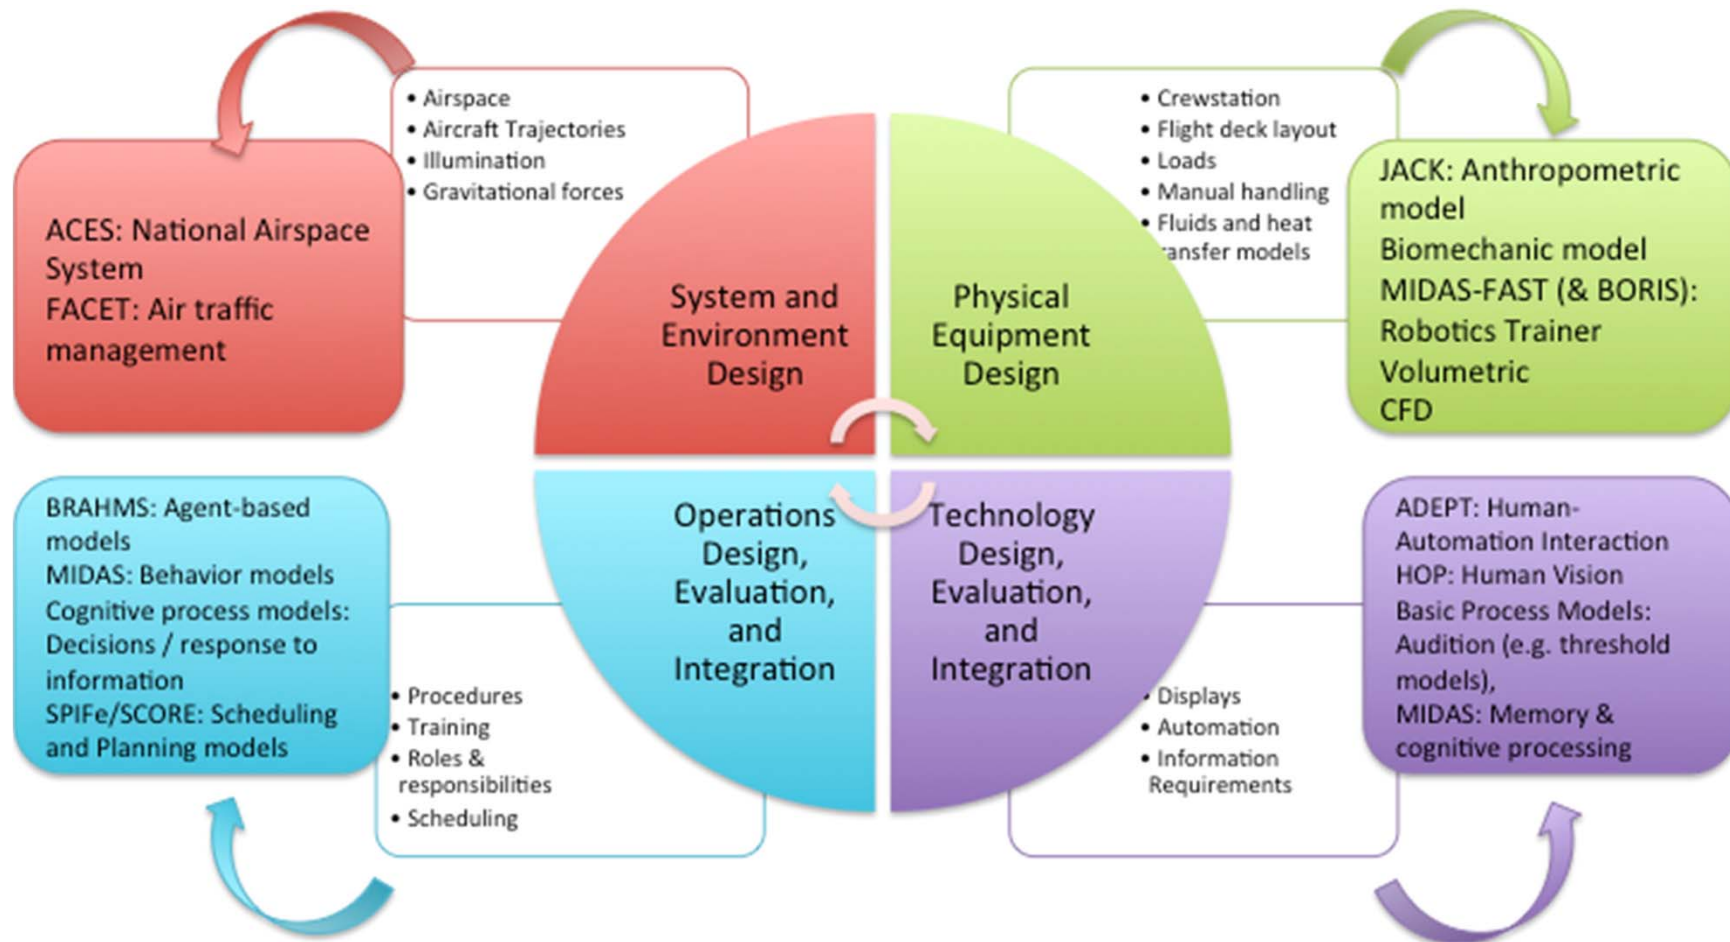 • Airspace
• Aircraft Trajectories
• Illumination
• Gravitational forces
ACES: National Airspace
System
FACET: Air traffic
management
System and
Environment
Design
• Crewstation
• Flight deck layout
• Loads
• Manual handling
• Fluids and heat
ransfer models
Physical
Equipment
Design
JACK: Anthropometric
model
Biomechanic model
MIDAS-FAST (& BORIS):
Robotics Trainer
Volumetric
CFD
BRAHMS: Agent-based
models
MIDAS: Behavior models
Cognitive process models:
Decisions / response to
information
SPIFe/SCORE: Scheduling
and Planning models
• Procedures
• Training
• Roles &
responsibilities
• Scheduling
Operations
Design,
Evaluation,
and
Integration
Technology
Design,
Evaluation,
and
Integration
• Displays
• Automation
• Information
Requirements
ADEPT: Human-
Automation Interaction
HOP: Human Vision
Basic Process Models:
Audition (e.g. threshold
models),
MIDAS: Memory &
cognitive processing